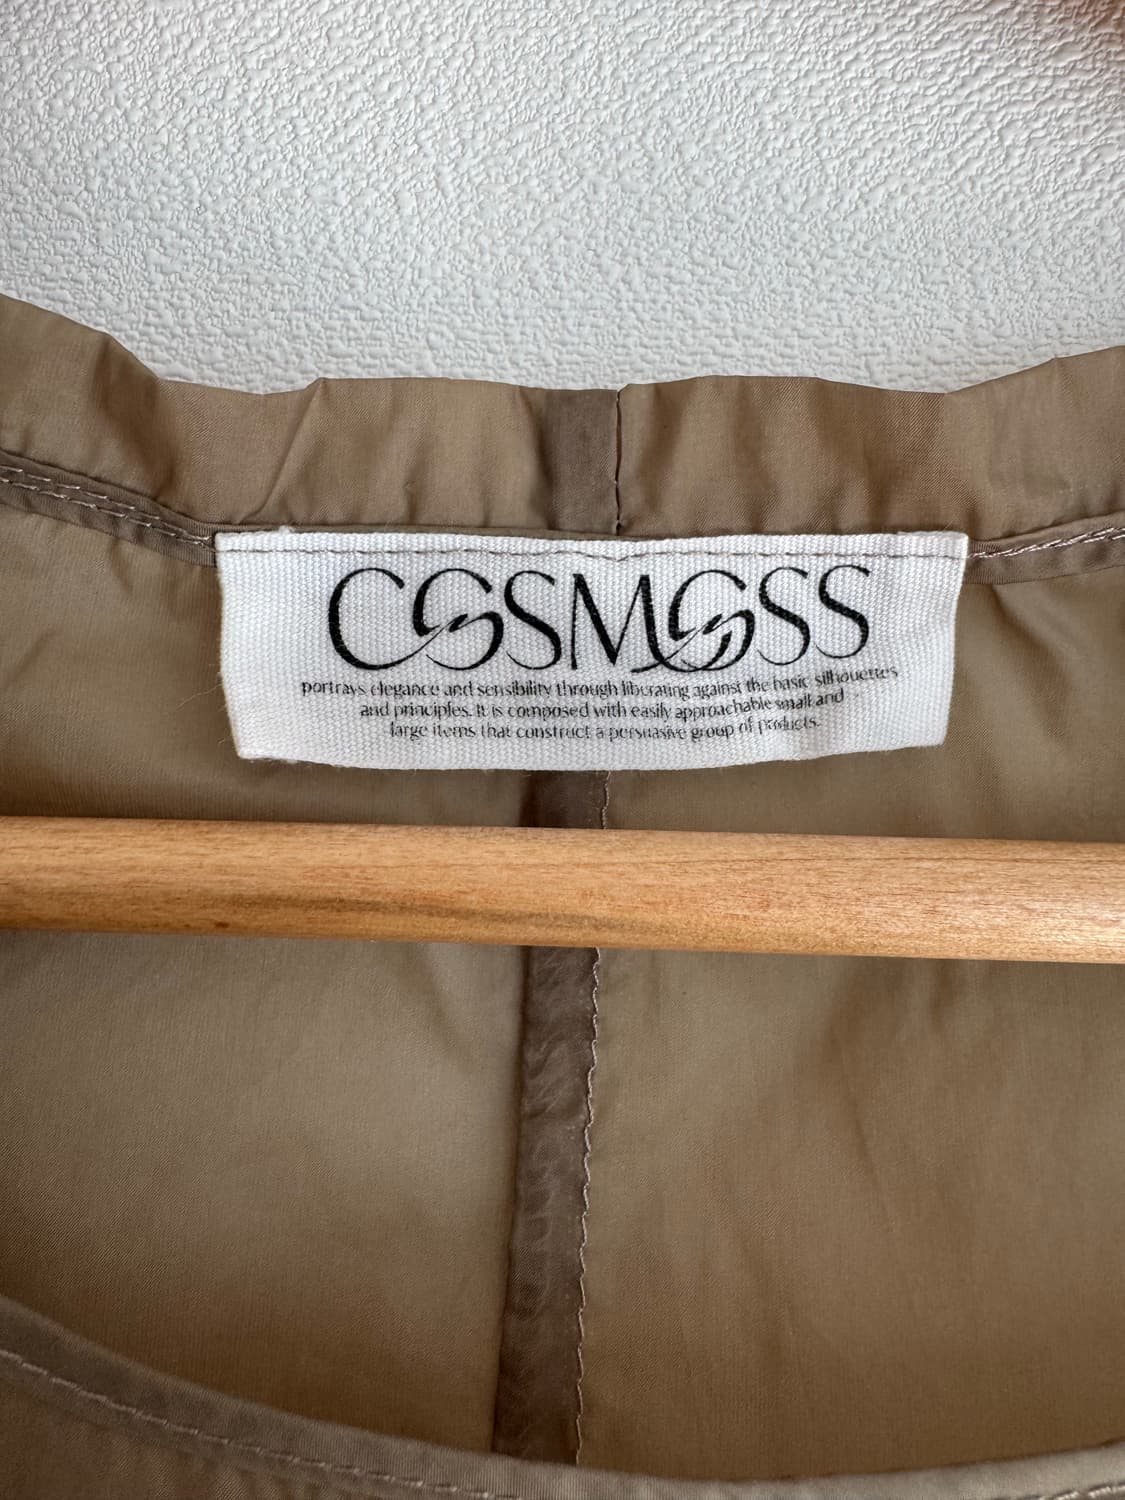 COSMOSS
portrays elegance and sensibility through liberating against the basic silhouettes
and principles. It is composed with easily approachable small and
large items that construct a persuasive group of products.